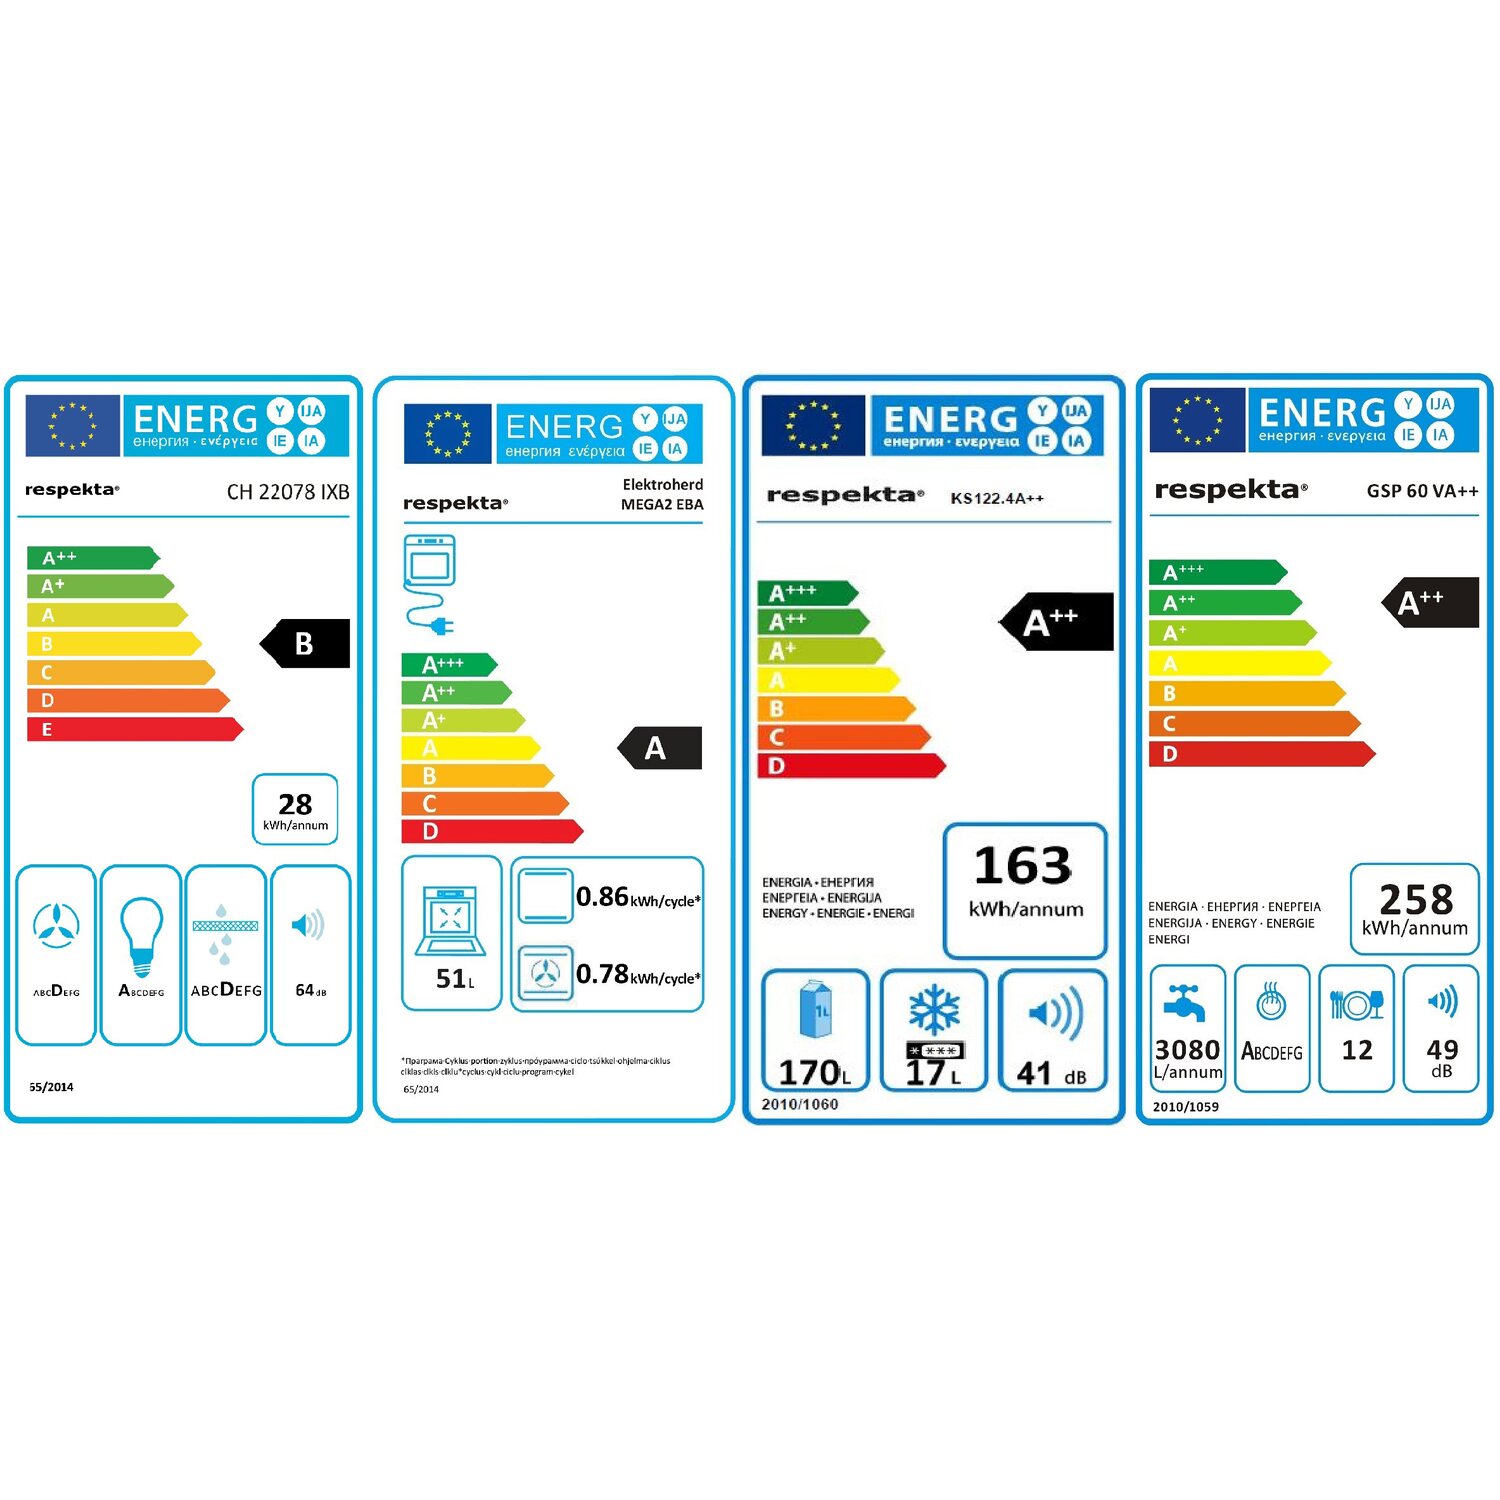 ENERG Y IJA
енергия · ενέργεια IE IA
respekta® CH 22078 IXB
A++
A+
A
B
C
D
E
B
28
kWh/annum
ABCDEFG
ABCDEFG
ABCDEFG
64dB
65/2014
ENERG Y IJA
енергия ενέργεια IE IA
Elektroherd
respekta® MEGA2 EBA
A+++
A++
A+
A
B
C
D
A
51 L
0.86 kWh/cycle*
0.78 kWh/cycle*
*Програма·Cyklus·portion·zyklus·πρόγραμμα·ciclo·tsükkel·ohjelma·ciklus
ciklas·cikls·ċiklu*cyclus·cykl·ciclu·program·cykel
65/2014
ENERG Y IJA
енергия · ενεργεια IE IA
respekta® KS122.4A++
A+++
A++
A+
A
B
C
D
A++
163
kWh/annum
ENERGIA · ЕНЕРГИЯ
ΕΝΕΡΓΕΙΑ · ENERGIJA
ENERGY · ENERGIE · ENERGI
1L
170L
* ***
17 L
41 dB
2010/1060
ENERG Y IJA
енергия · ενεργεια IE IA
respekta® GSP 60 VA++
A+++
A++
A+
A
B
C
D
A++
258
kWh/annum
ENERGIA · ЕНЕРГИЯ · ΕΝΕΡΓΕΙΑ
ENERGIJA · ENERGY · ENERGIE
ENERGI
3080
L/annum
ABCDEFG
12
49
dB
2010/1059